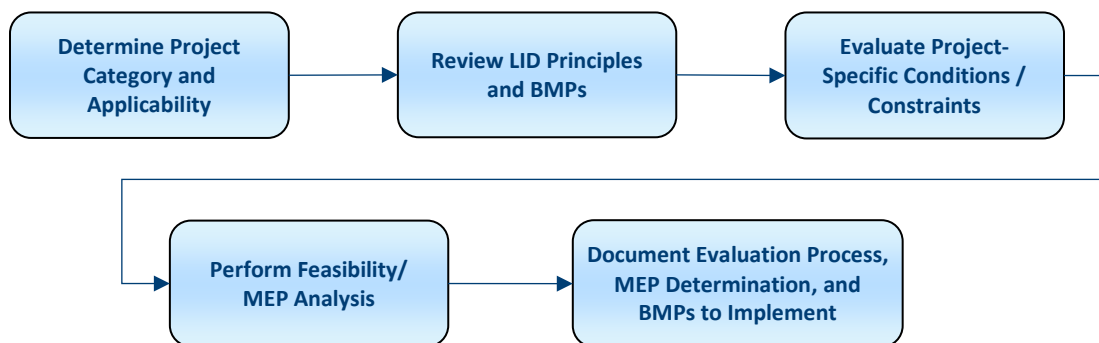 Determine Project
Category and
Applicability
Review LID Principles
and BMPs
Evaluate Project-
Specific Conditions /
Constraints
Perform Feasibility/
MEP Analysis
Document Evaluation Process,
MEP Determination, and
BMPs to Implement